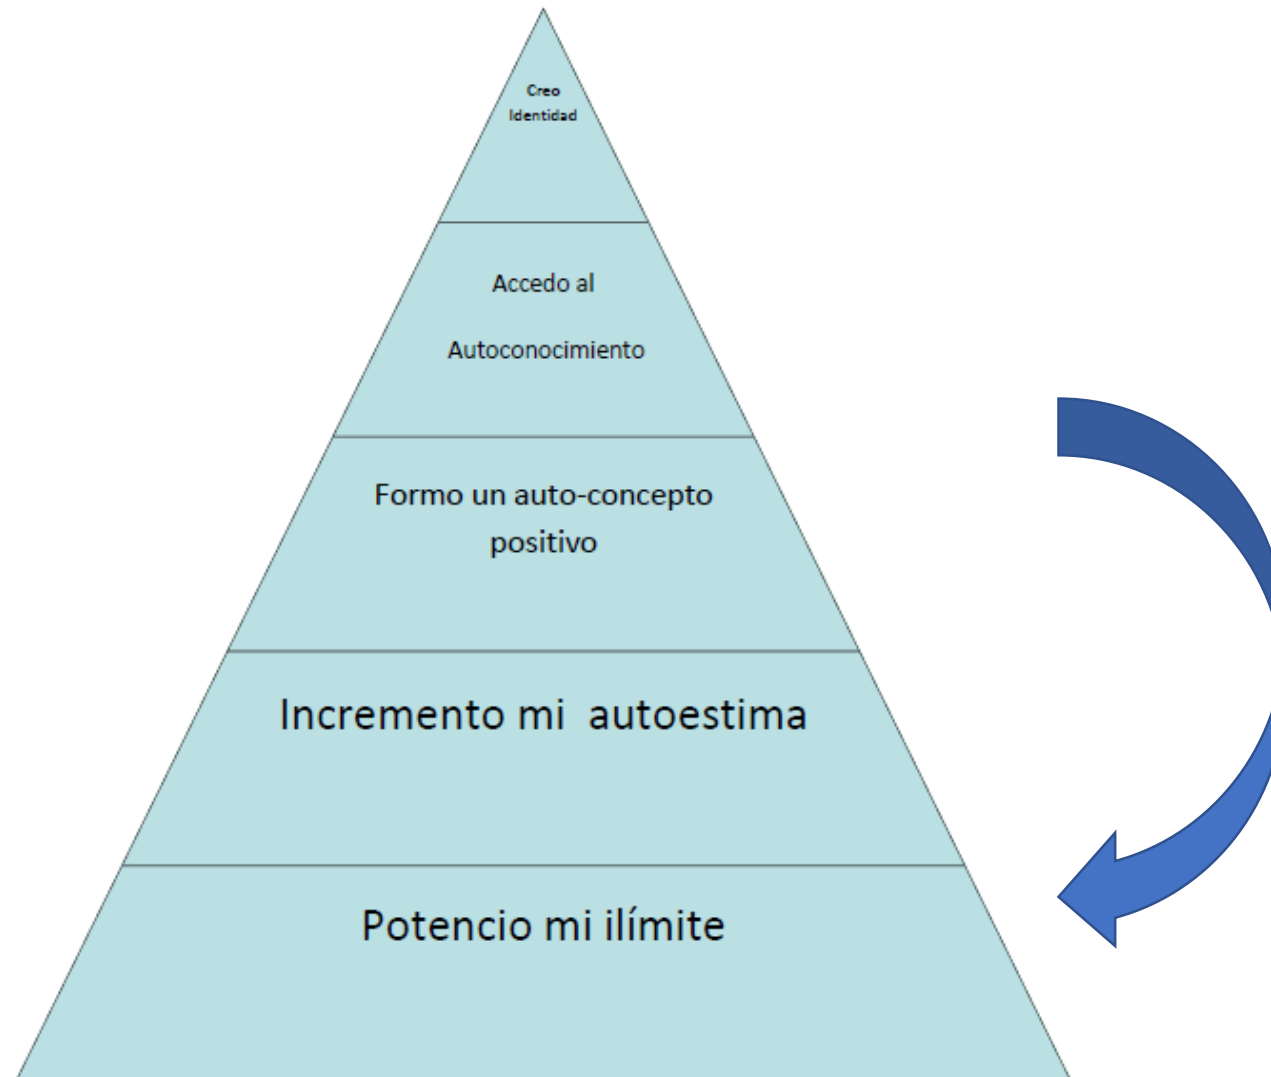 Creo
Identidad
Accedo al
Autoconocimiento
Formo un auto-concepto
positivo
Incremento mi  autoestima
Potencio mi ilímite